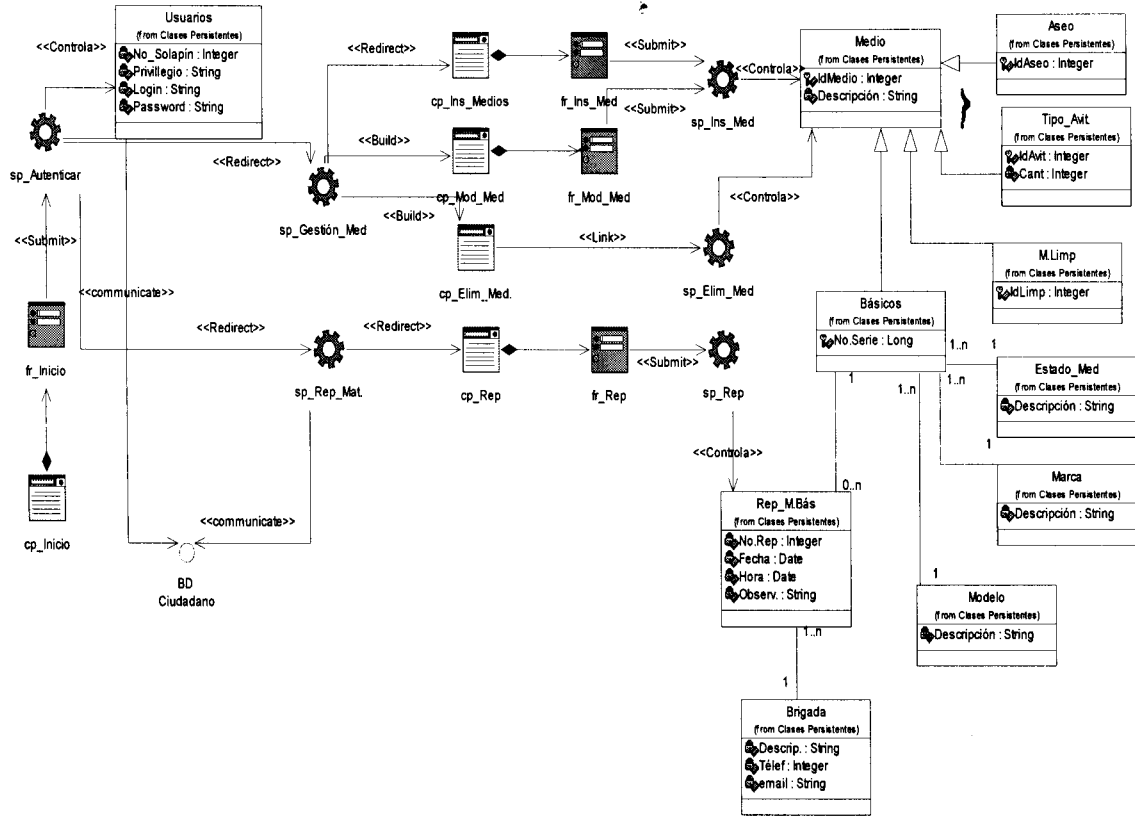 Usuarios
(from Clases Persistentes)
No_Solapín : Integer
Privillegio : String
Login : String
Password : String
<<Controla>>
sp_Autenticar
<<Submit>>
fr_Inicio
cp_Inicio
<<communicate>>
<<Redirect>>
sp_Gestión_Med
<<Redirect>>
cp_Ins_Medios
fr_Ins_Med
<<Submit>>
<<Submit>>
sp_Ins_Med
<<Controla>>
<<Build>>
cp_Mod_Med
fr_Mod_Med
<<Build>>
cp_Elim_Med.
<<Link>>
sp_Elim_Med
<<Controla>>
<<Redirect>>
sp_Rep_Mat.
<<Redirect>>
cp_Rep
fr_Rep
<<Submit>>
sp_Rep
<<Controla>>
<<communicate>>
BD
Ciudadano
Medio
(from Clases Persistentes)
IdMedio : Integer
Descripción : String
Aseo
(from Clases Persistentes)
IdAseo : Integer
Tipo_Avit.
(from Clases Persistentes)
IdAvit : Integer
Cant : Integer
M.Limp
(from Clases Persistentes)
IdLimp : Integer
Básicos
(from Clases Persistentes)
No.Serie : Long
1..n
1
1
1..n
1..n
Estado_Med
(from Clases Persistentes)
Descripción : String
1
Marca
(from Clases Persistentes)
Descripción : String
0..n
Rep_M.Bás
(from Clases Persistentes)
No.Rep : Integer
Fecha : Date
Hora : Date
Observ. : String
1
Modelo
(from Clases Persistentes)
Descripción : String
1..n
1
Brigada
(from Clases Persistentes)
Descrip. : String
Télef : Integer
email : String